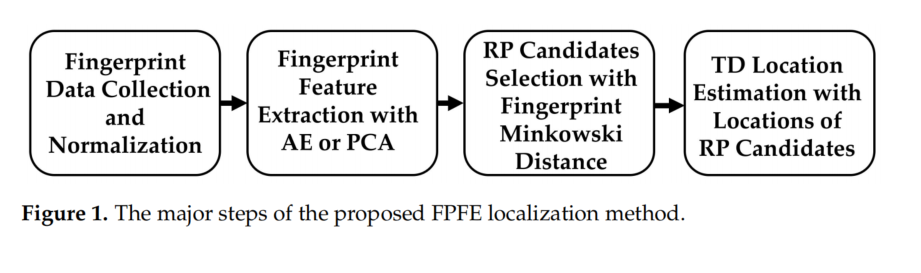 Fingerprint
Data Collection
and
Normalization
Fingerprint
Feature
Extraction with
AE or PCA
RP Candidates
Selection with
Fingerprint
Minkowski
Distance
TD Location
Estimation with
Locations of
RP Candidates
Figure 1. The major steps of the proposed FPFE localization method.